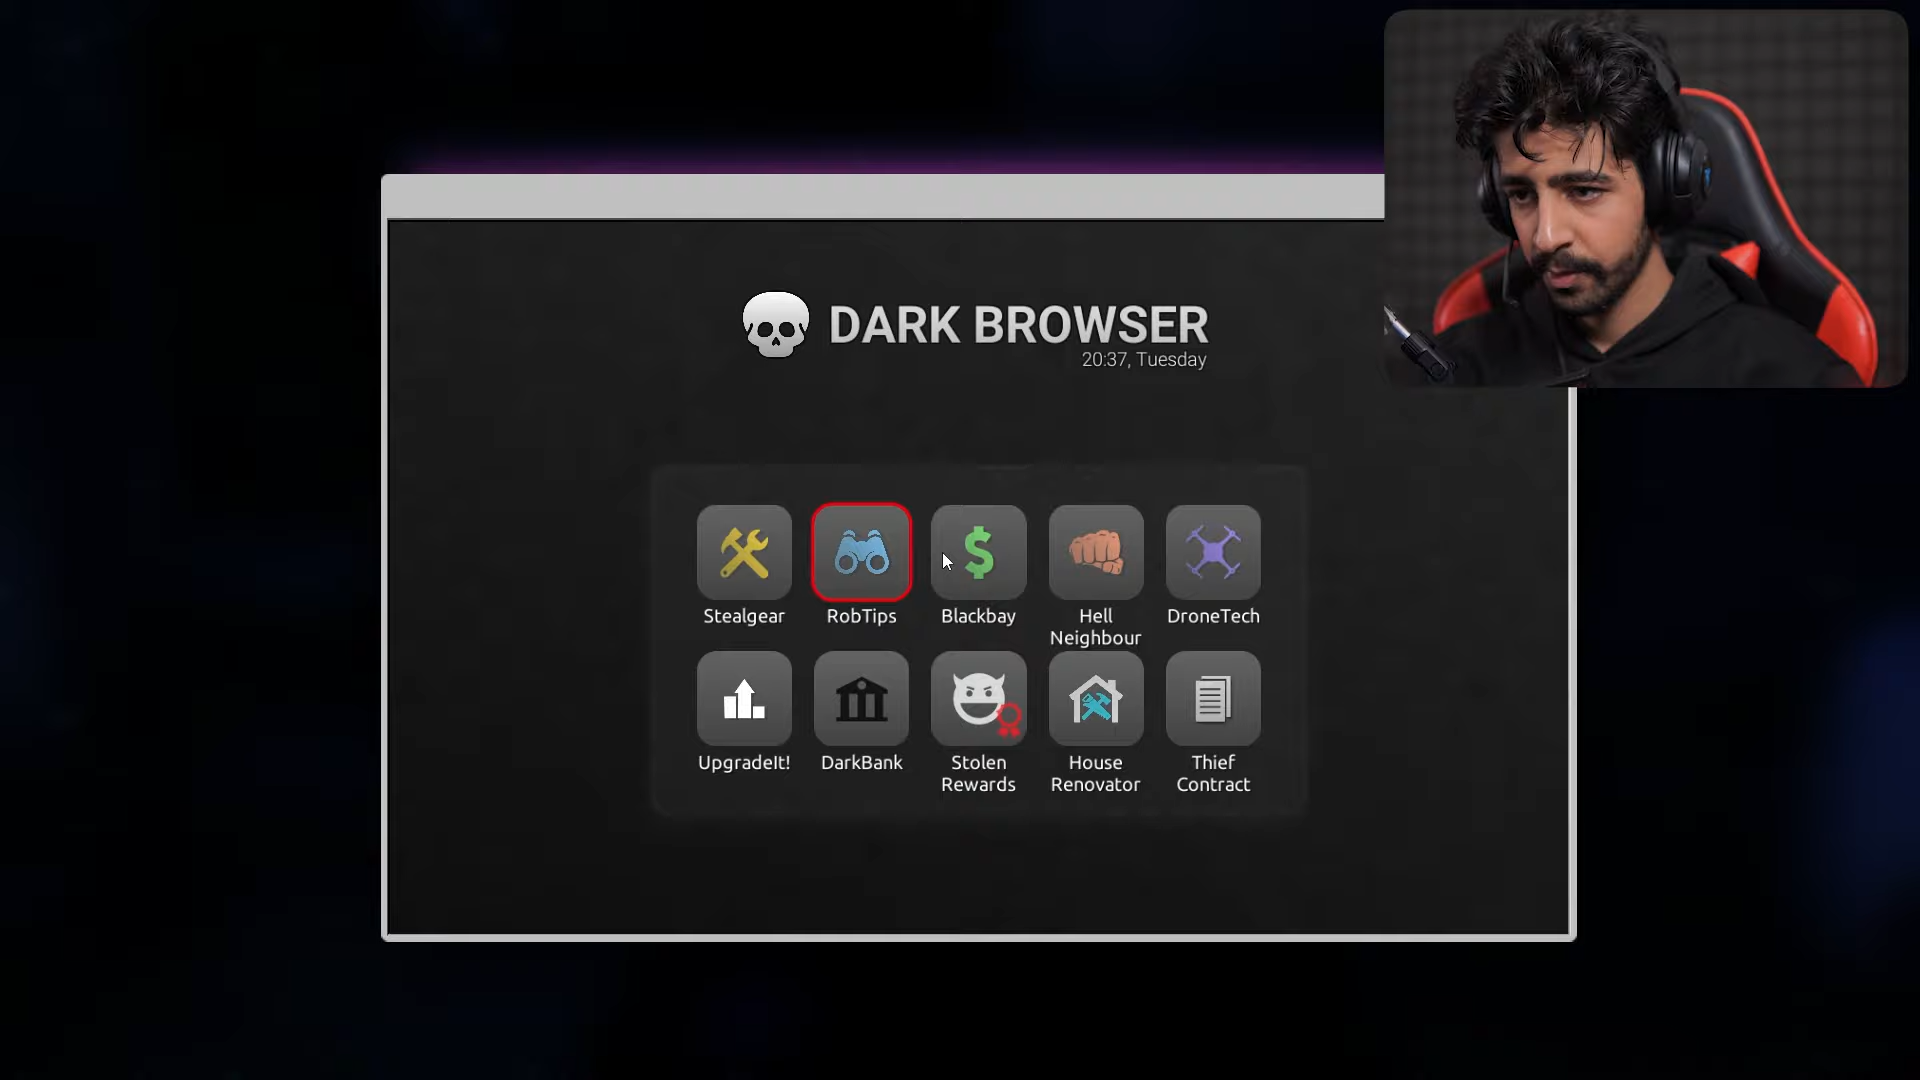 DARK BROWSER
20:37, Tuesday
Stealgear
RobTips
Blackbay
Hell
Neighbour
DroneTech
UpgradeIt!
DarkBank
Stolen
Rewards
House
Renovator
Thief
Contract